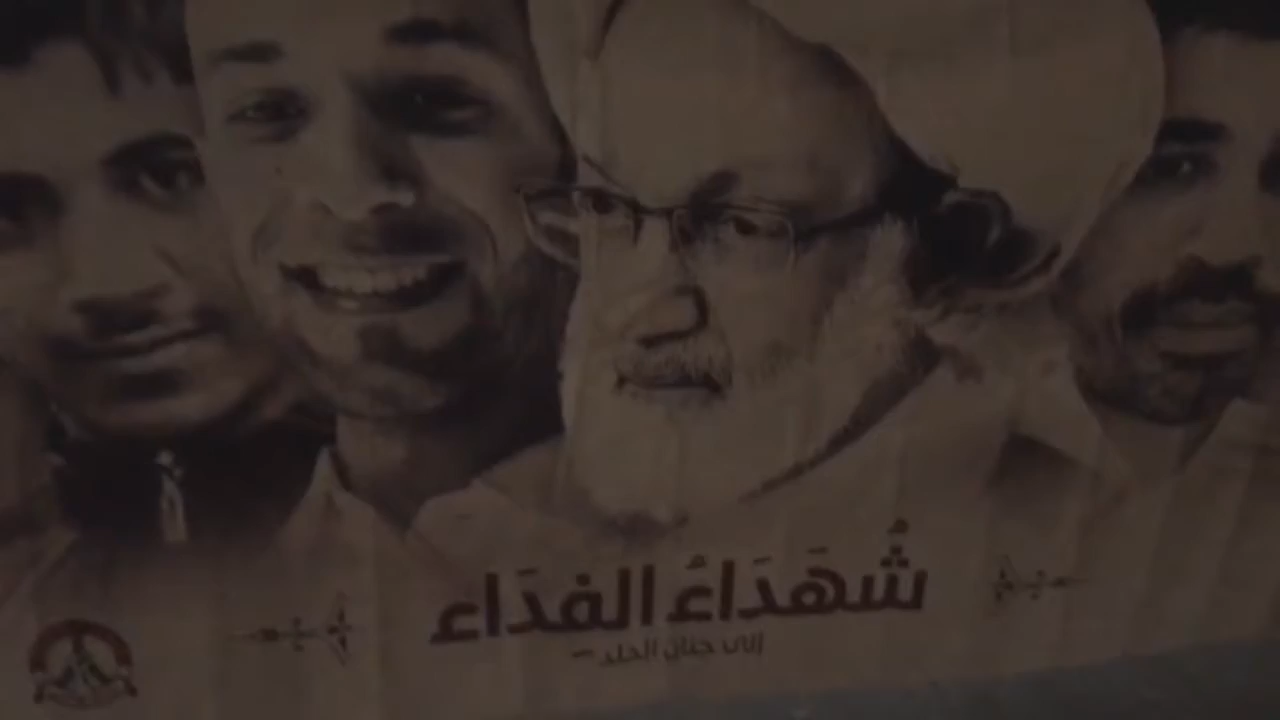 شُهَدَاءُ الفِدَاء
إلى جنان الخلد